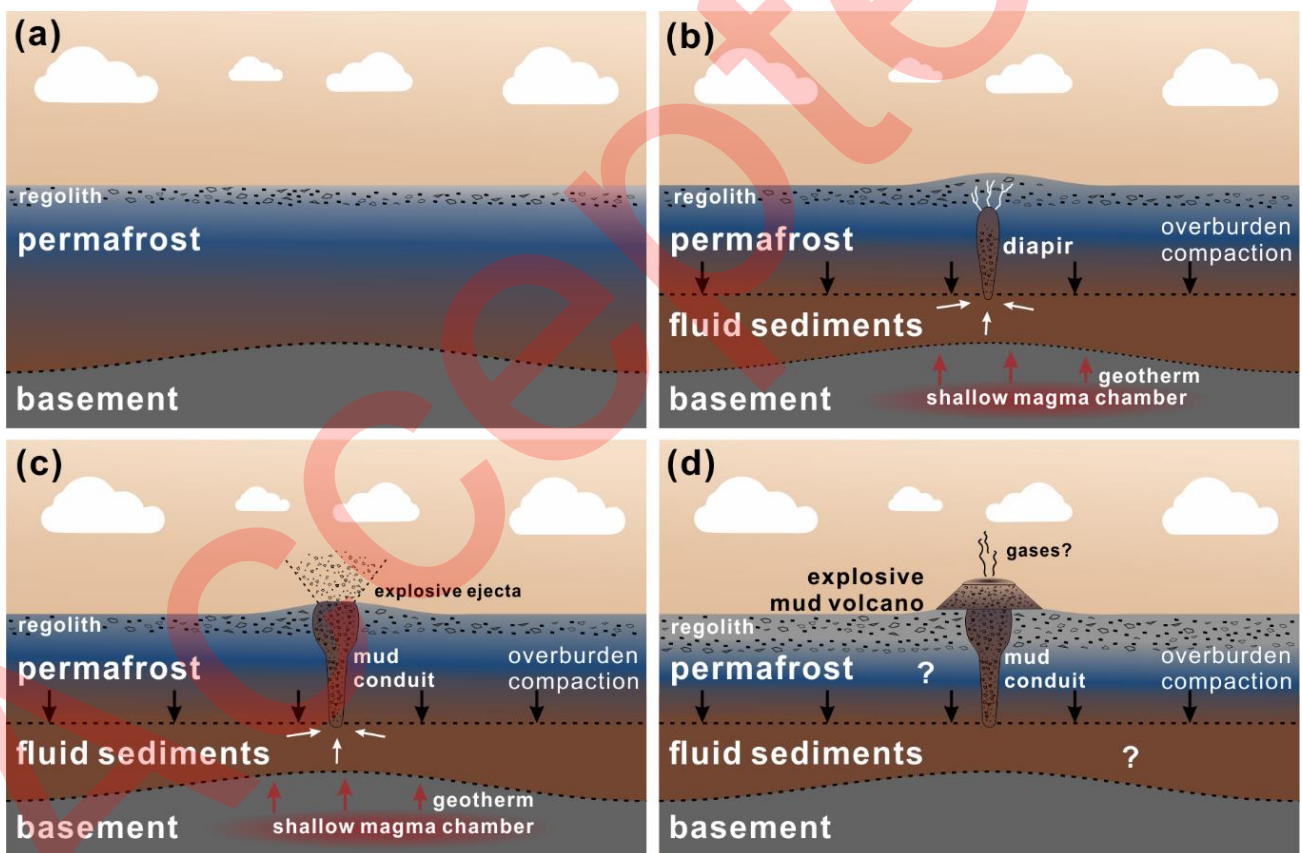 (a)
regolith
permafrost
basement
(b)
regolith
permafrost
overburden
compaction
diapir
fluid sediments
geotherm
shallow magma chamber
basement
(c)
explosive ejecta
regolith
permafrost
mud
conduit
overburden
compaction
fluid sediments
geotherm
shallow magma chamber
basement
(d)
gases?
explosive
mud volcano
regolith
permafrost
?
mud
conduit
overburden
compaction
fluid sediments
?
basement
Accepte